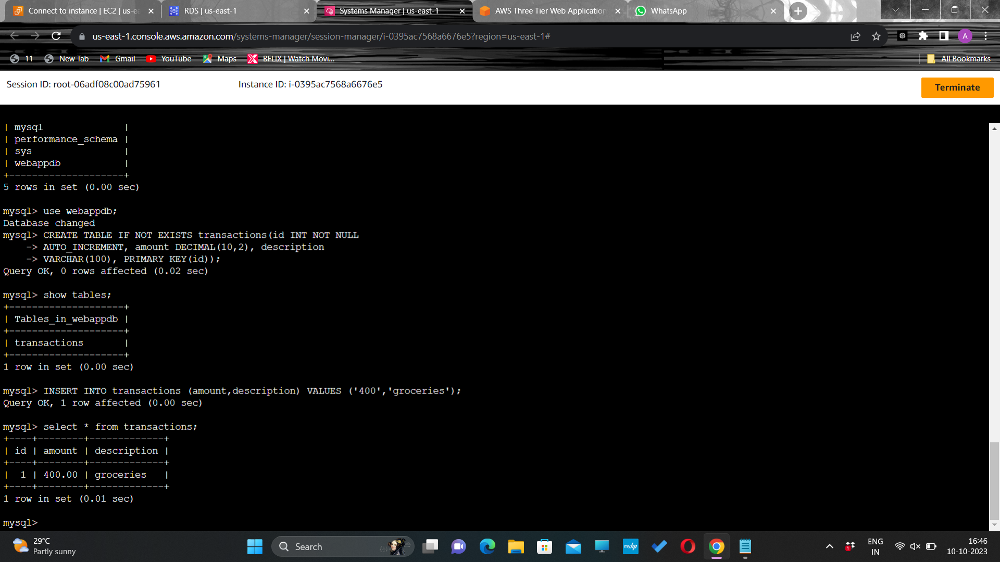 Connect to instance | EC2 | us-ea
RDS | us-east-1
Systems Manager | us-east-1
AWS Three Tier Web Application
WhatsApp
us-east-1.console.aws.amazon.com/systems-manager/session-manager/i-0395ac7568a6676e5?region=us-east-1#
A
11
New Tab
Gmail
YouTube
Maps
BFLIX | Watch Movi...
All Bookmarks
Session ID: root-06adf08c00ad75961
Instance ID: i-0395ac7568a6676e5
Terminate
| mysql              |
| performance_schema |
| sys                |
| webappdb           |
+--------------------+
5 rows in set (0.00 sec)
mysql> use webappdb;
Database changed
mysql> CREATE TABLE IF NOT EXISTS transactions(id INT NOT NULL
    -> AUTO_INCREMENT, amount DECIMAL(10,2), description
    -> VARCHAR(100), PRIMARY KEY(id));
Query OK, 0 rows affected (0.02 sec)
mysql> show tables;
+--------------------+
| Tables_in_webappdb |
+--------------------+
| transactions       |
+--------------------+
1 row in set (0.00 sec)
mysql> INSERT INTO transactions (amount,description) VALUES ('400','groceries');
Query OK, 1 row affected (0.00 sec)
mysql> select * from transactions;
+----+--------+-------------+
| id | amount | description |
+----+--------+-------------+
|  1 | 400.00 | groceries   |
+----+--------+-------------+
1 row in set (0.01 sec)
mysql>
29°C
Partly sunny
Search
myhp
1
ENG
IN
16:46
10-10-2023